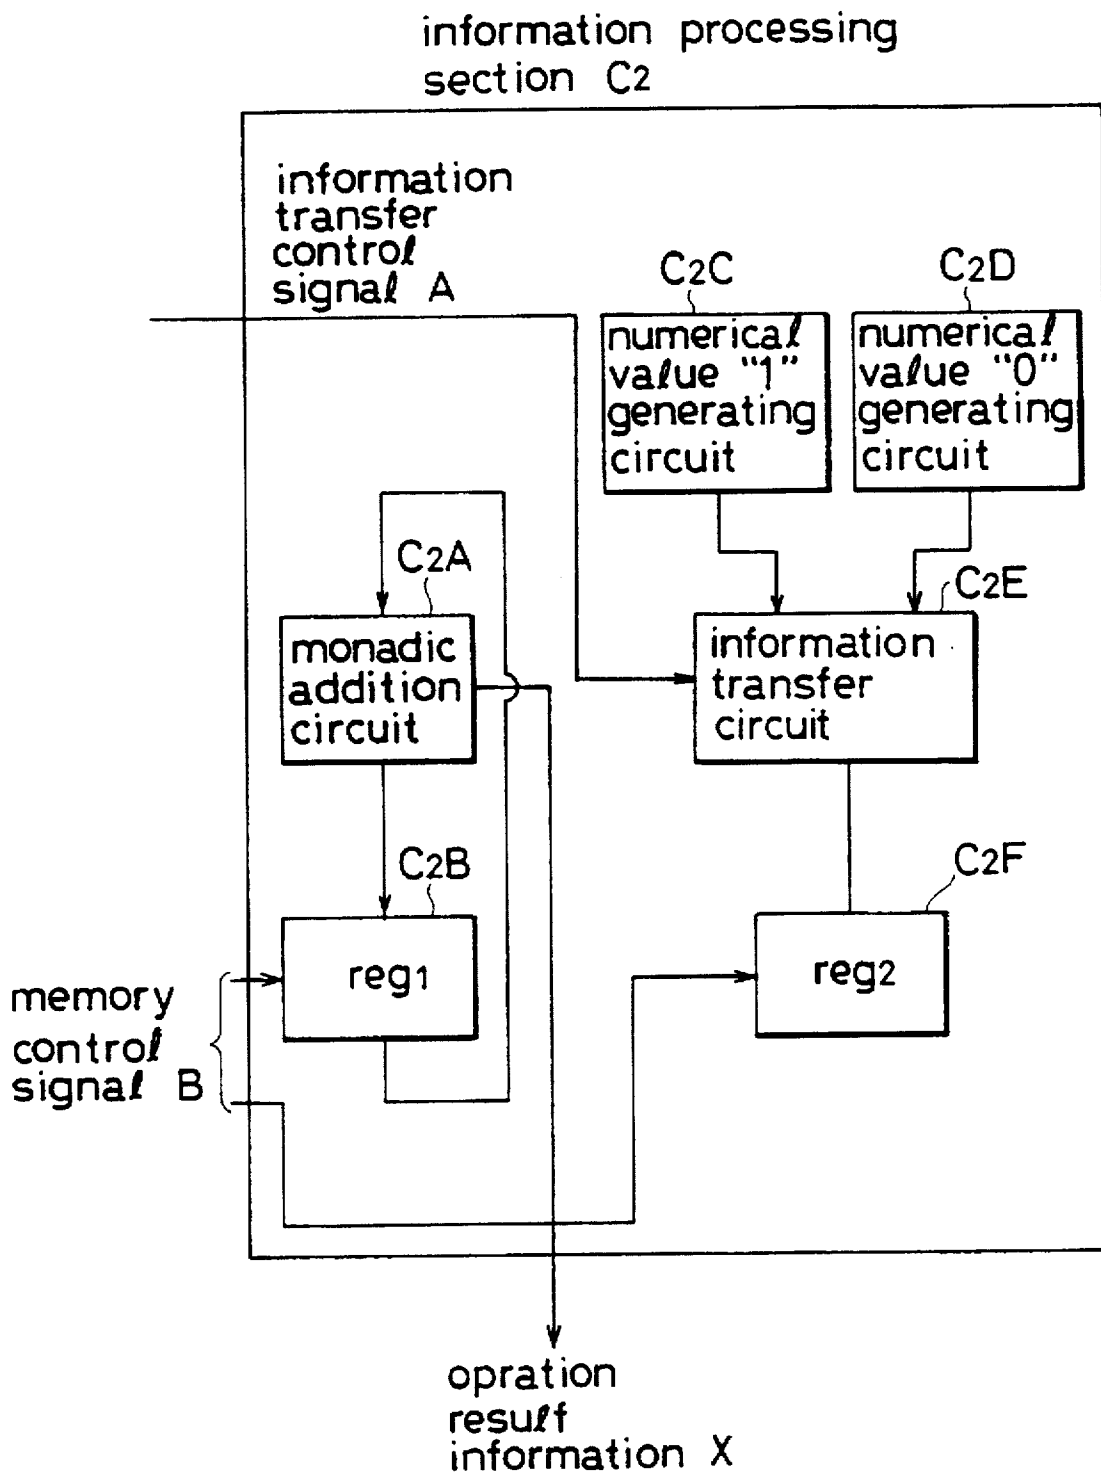 information processing
section C2
information
transfer
control
signal A
C2C
C2D
numerical
value "1"
generating
circuit
numerical
value "0"
generating
circuit
C2A
C2E
monadic
addition
circuit
information
transfer
circuit
C2B
C2F
reg1
reg2
memory
control
signal B
opration
resulf
information X